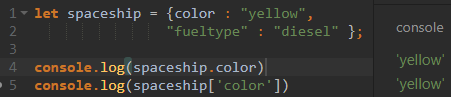 1 let spaceship = {color : "yellow",
2 "fueltype" : "diesel" };
3
4 console.log(spaceship.color)
5 console.log(spaceship['color'])
console
'yellow'
'yellow'